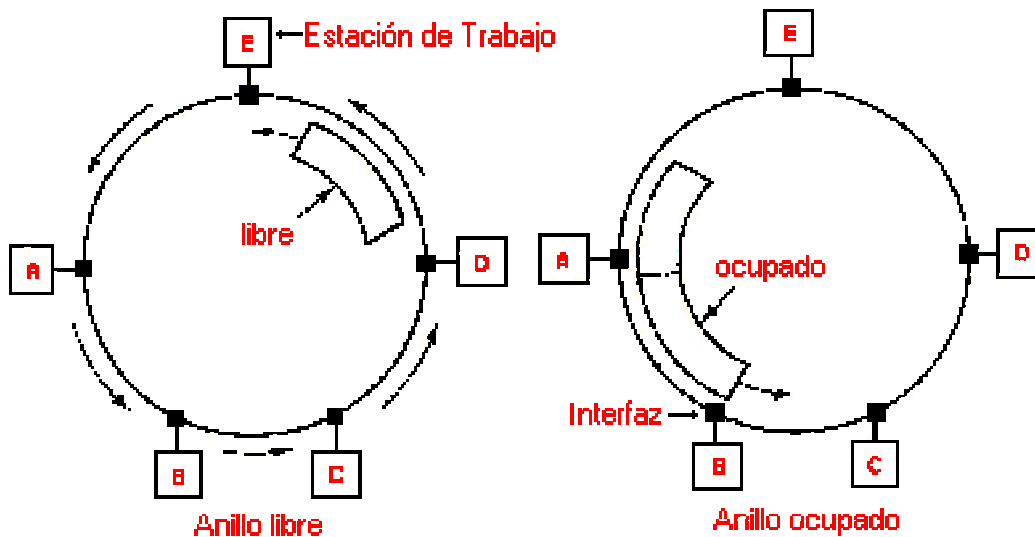 E
Estación de Trabajo
libre
A
D
B
C
Anillo libre
E
A
ocupado
D
Interfaz
B
C
Anillo ocupado